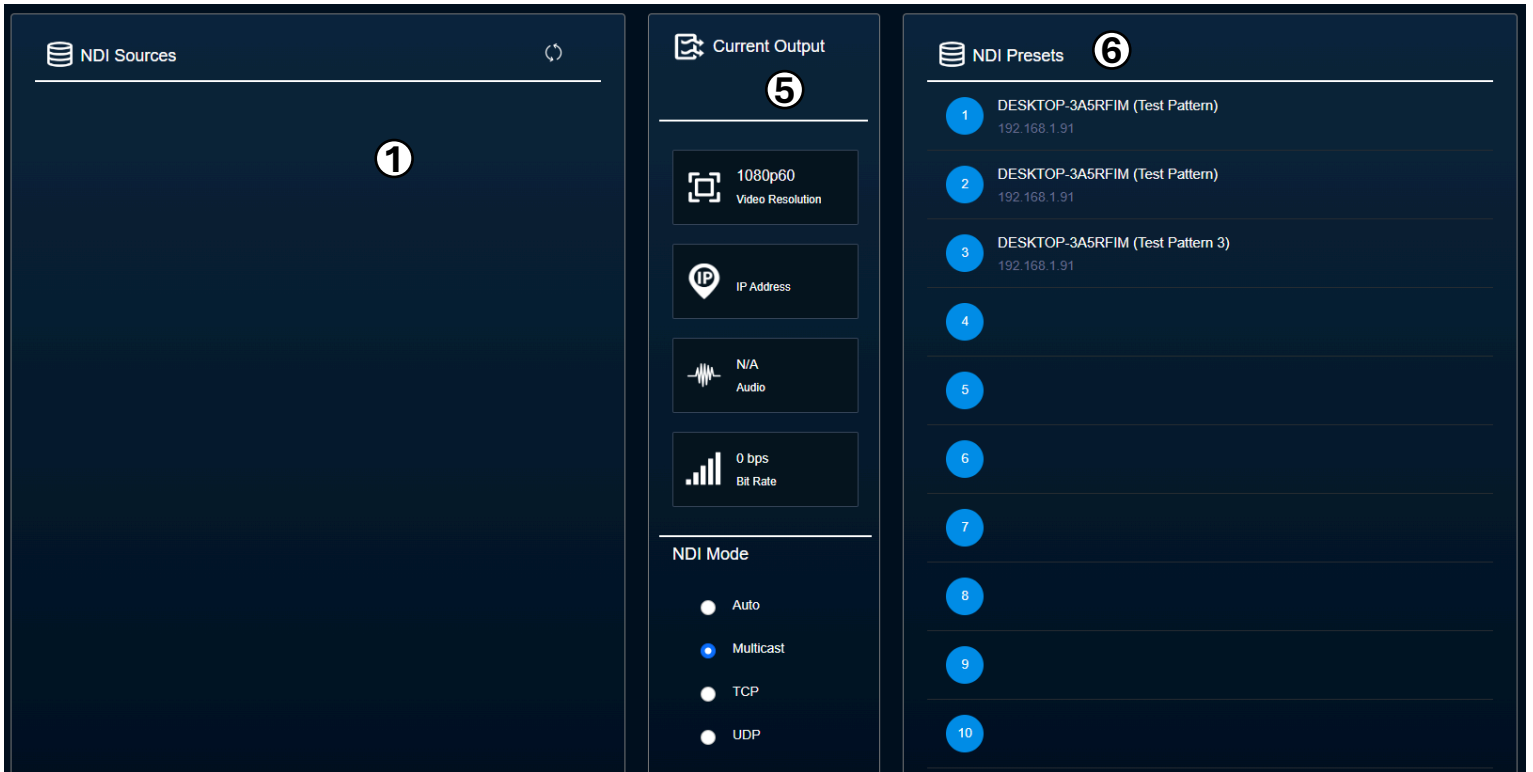 NDI Sources
1
Current Output
5
1080p60
Video Resolution
IP
IP Address
N/A
Audio
0 bps
Bit Rate
NDI Mode
Auto
Multicast
TCP
UDP
NDI Presets 6
1 DESKTOP-3A5RFIM (Test Pattern)
192.168.1.91
2 DESKTOP-3A5RFIM (Test Pattern)
192.168.1.91
3 DESKTOP-3A5RFIM (Test Pattern 3)
192.168.1.91
4
5
6
7
8
9
10